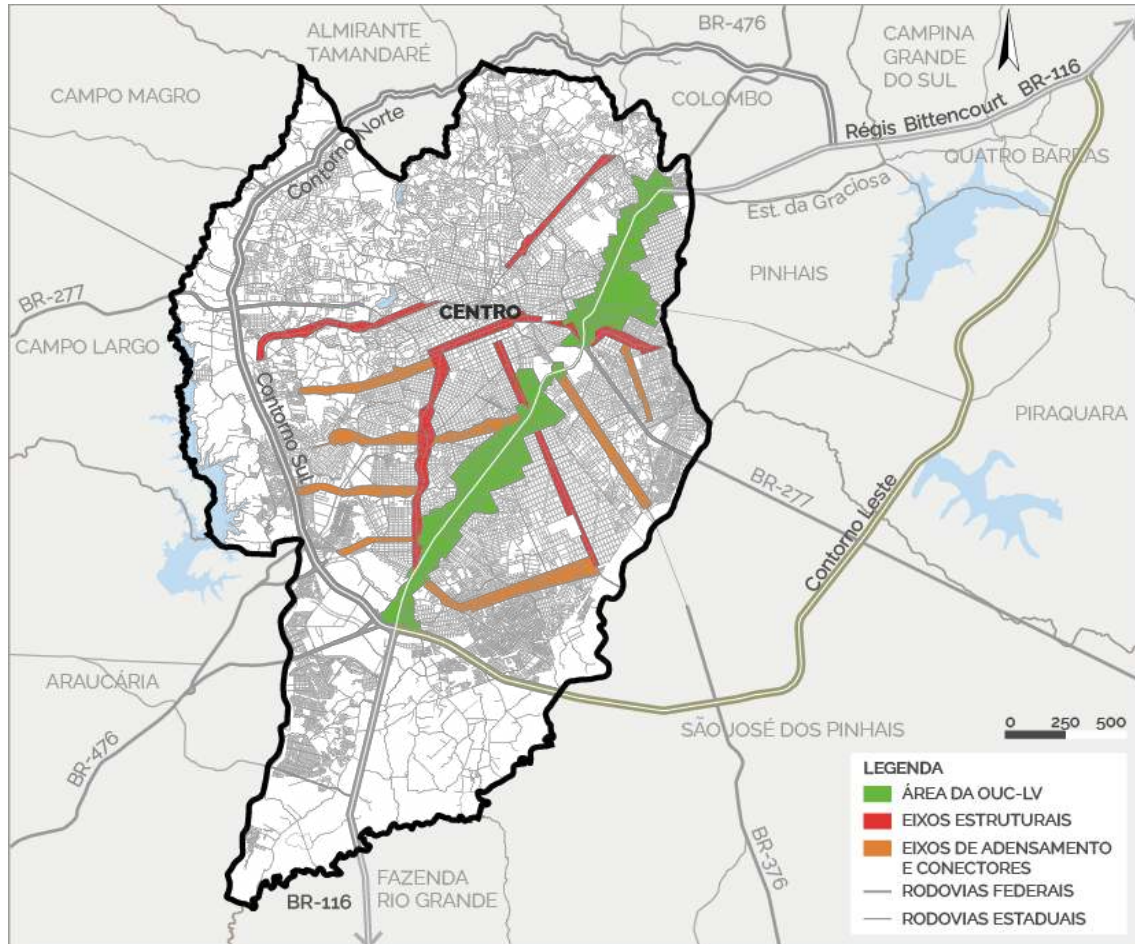 ALMIRANTE
TAMANDARÉ
BR-476
CAMPINA
GRANDE
DO SUL
CAMPO MAGRO
COLOMBO
Régis Bittencourt BR-116
Contorno Norte
QUATRO BARRAS
Est. da Graciosa
PINHAIS
BR-277
CENTRO
CAMPO LARGO
Contorno Sul
PIRAQUARA
BR-277
Contorno Leste
ARAUCÁRIA
SÃO JOSÉ DOS PINHAIS
BR-476
BR-376
FAZENDA
RIO GRANDE
BR-116
0 250 500
LEGENDA
ÁREA DA OUC-LV
EIXOS ESTRUTURAIS
EIXOS DE ADENSAMENTO
E CONECTORES
RODOVIAS FEDERAIS
RODOVIAS ESTADUAIS